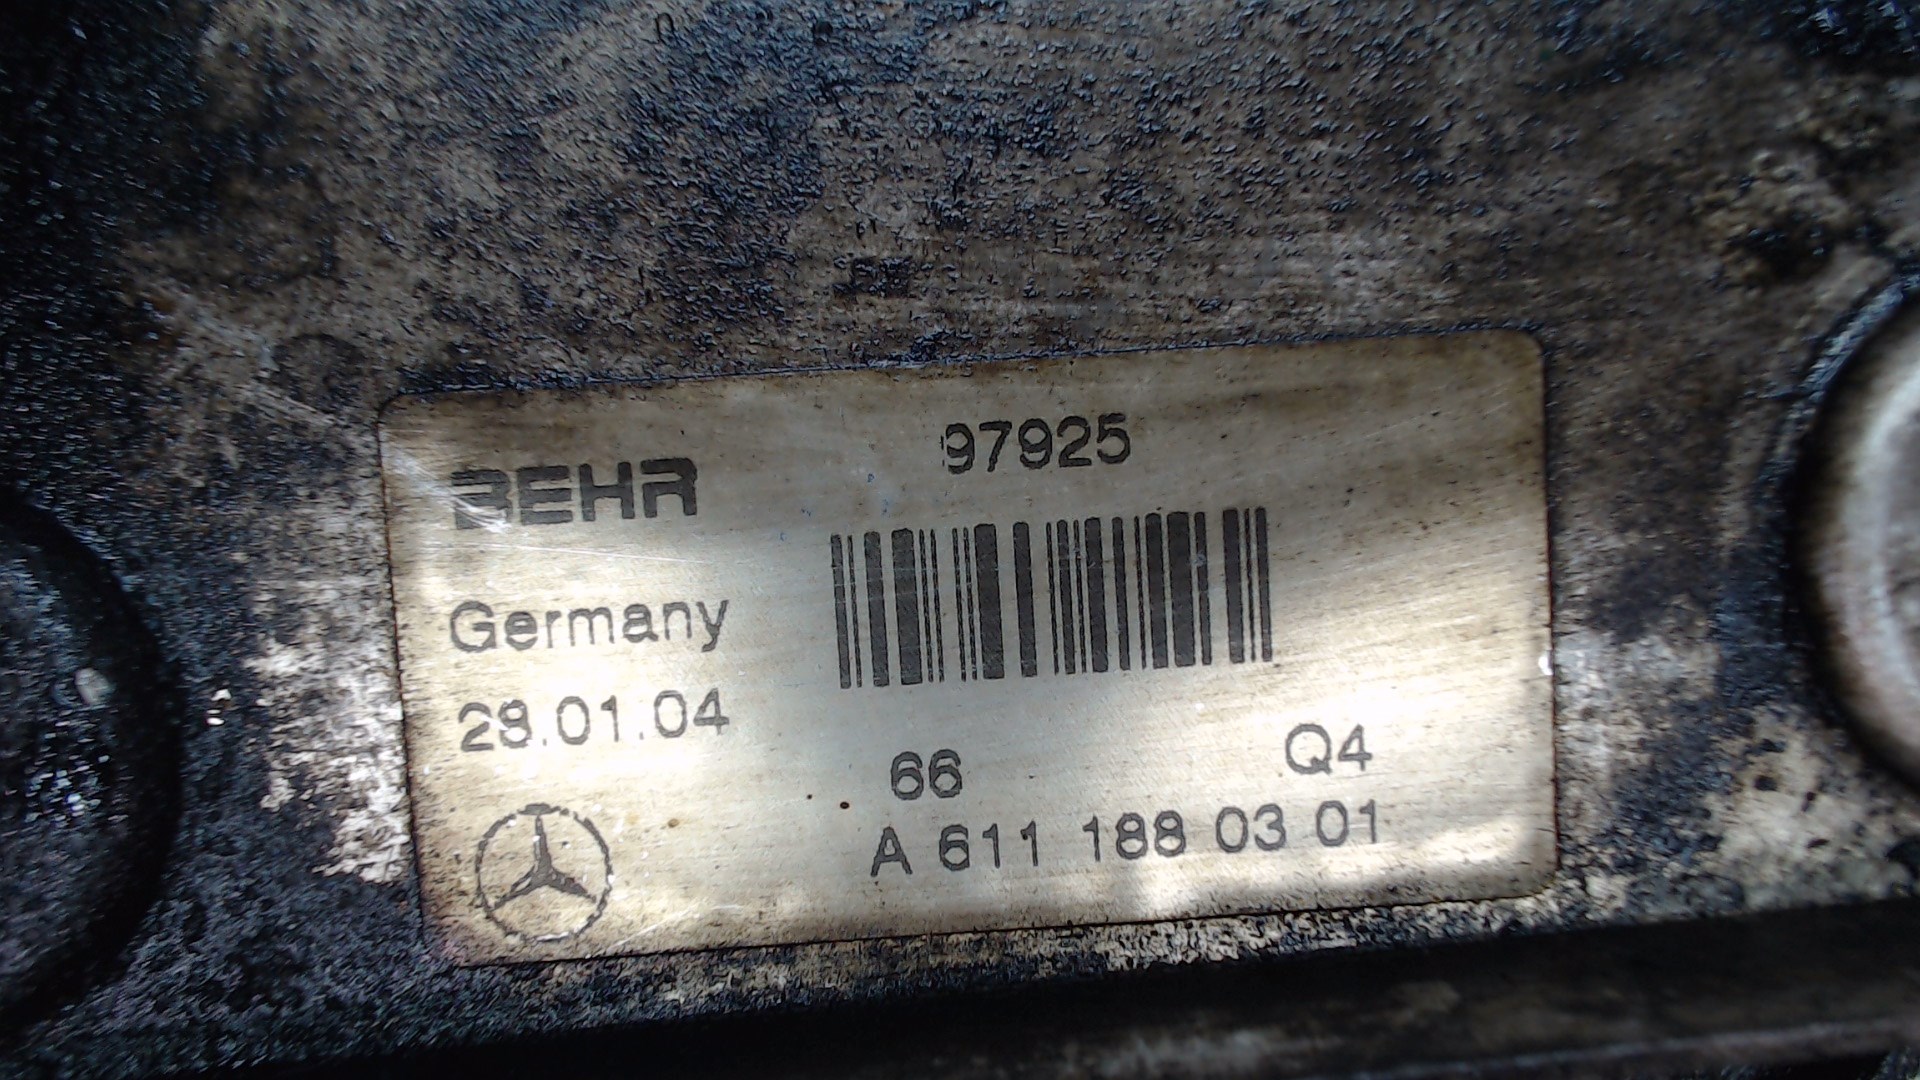 97925
BEHR
Germany
28.01.04
66 Q4
A 611 188 03 01